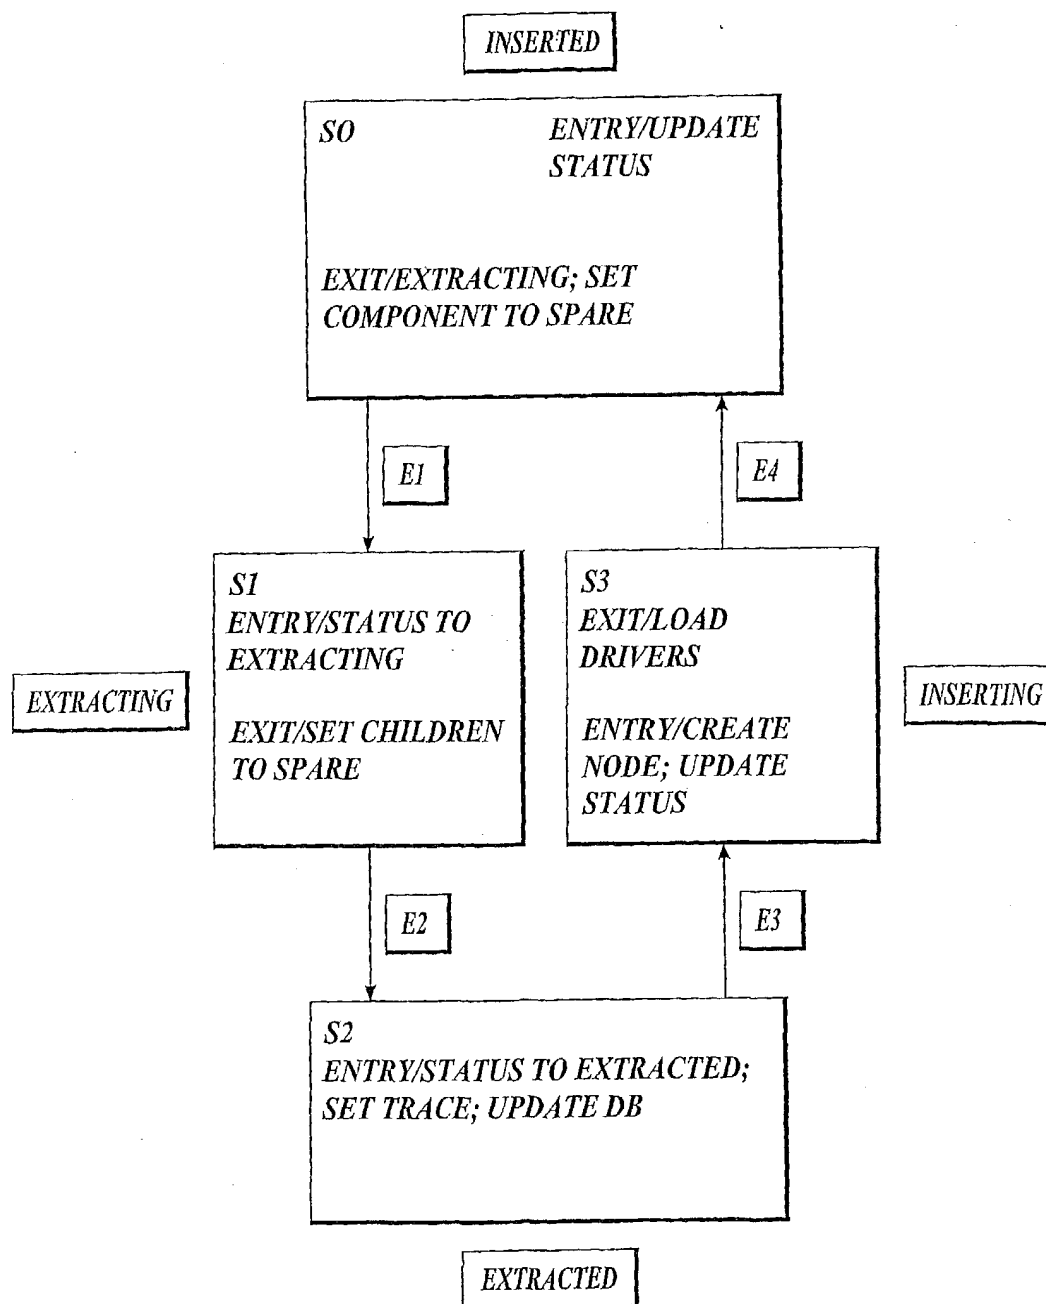 INSERTED
SO
ENTRY/UPDATE
STATUS
EXIT/EXTRACTING; SET
COMPONENT TO SPARE
E1
E4
S1
ENTRY/STATUS TO
EXTRACTING
EXIT/SET CHILDREN
TO SPARE
S3
EXIT/LOAD
DRIVERS
ENTRY/CREATE
NODE; UPDATE
STATUS
EXTRACTING
INSERTING
E2
E3
S2
ENTRY/STATUS TO EXTRACTED;
SET TRACE; UPDATE DB
EXTRACTED